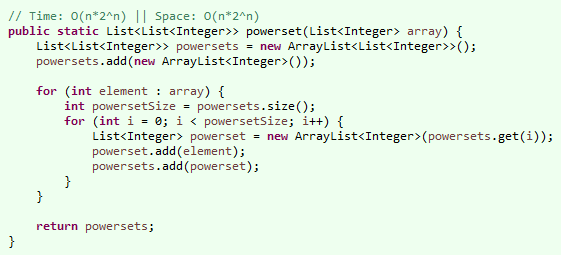 // Time: O(n*2^n) || Space: O(n*2^n)
public static List<List<Integer>> powerset(List<Integer> array) {
    List<List<Integer>> powersets = new ArrayList<List<Integer>>();
    powersets.add(new ArrayList<Integer>());

    for (int element : array) {
        int powersetSize = powersets.size();
        for (int i = 0; i < powersetSize; i++) {
            List<Integer> powerset = new ArrayList<Integer>(powersets.get(i));
            powerset.add(element);
            powersets.add(powerset);
        }
    }

    return powersets;
}